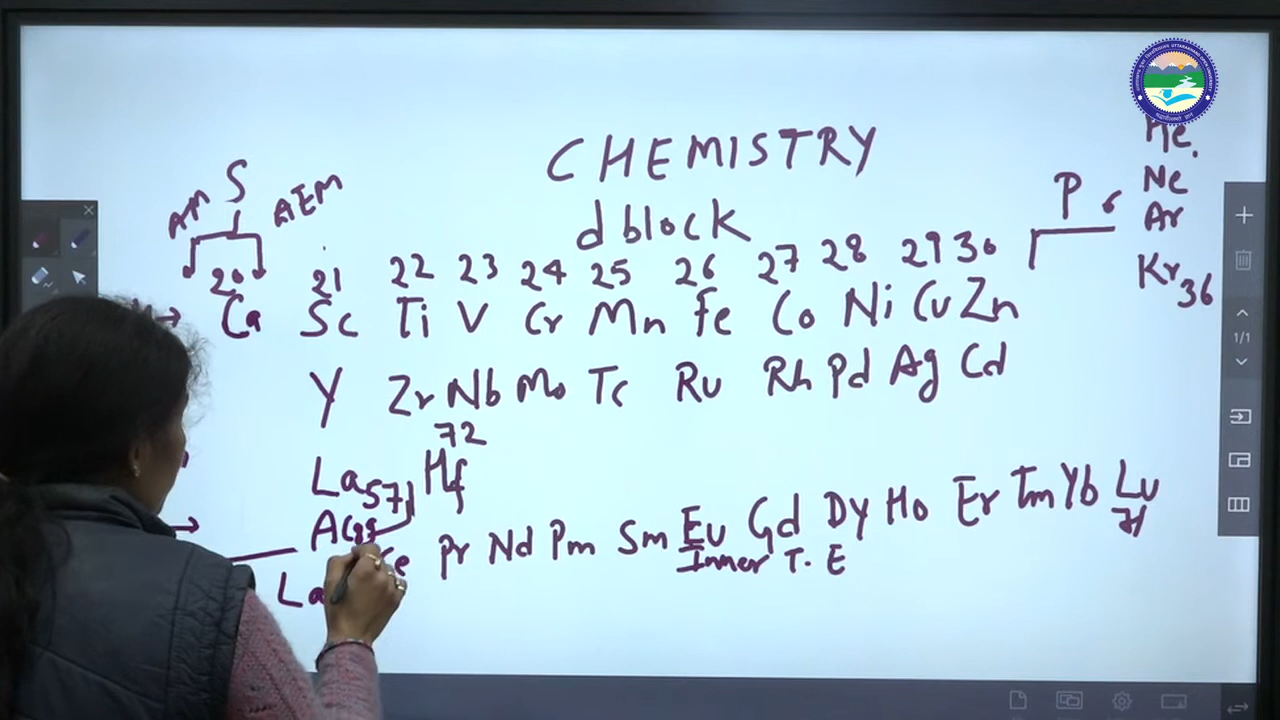 CHEMISTRY
d block
S
AM AEM
P
He
Ne
Ar
Kr 36
20 21 22 23 24 25 26 27 28 29 30
Ca Sc Ti V Cr Mn Fe Co Ni Cu Zn
Y Zr Nb Mo Tc Ru Rh Pd Ag Cd
72
La 57 Hf
Ac 89
Pr Nd Pm Sm Eu Gd Dy Ho Er Tm Yb Lu
71
Inner T. E
La
1/1